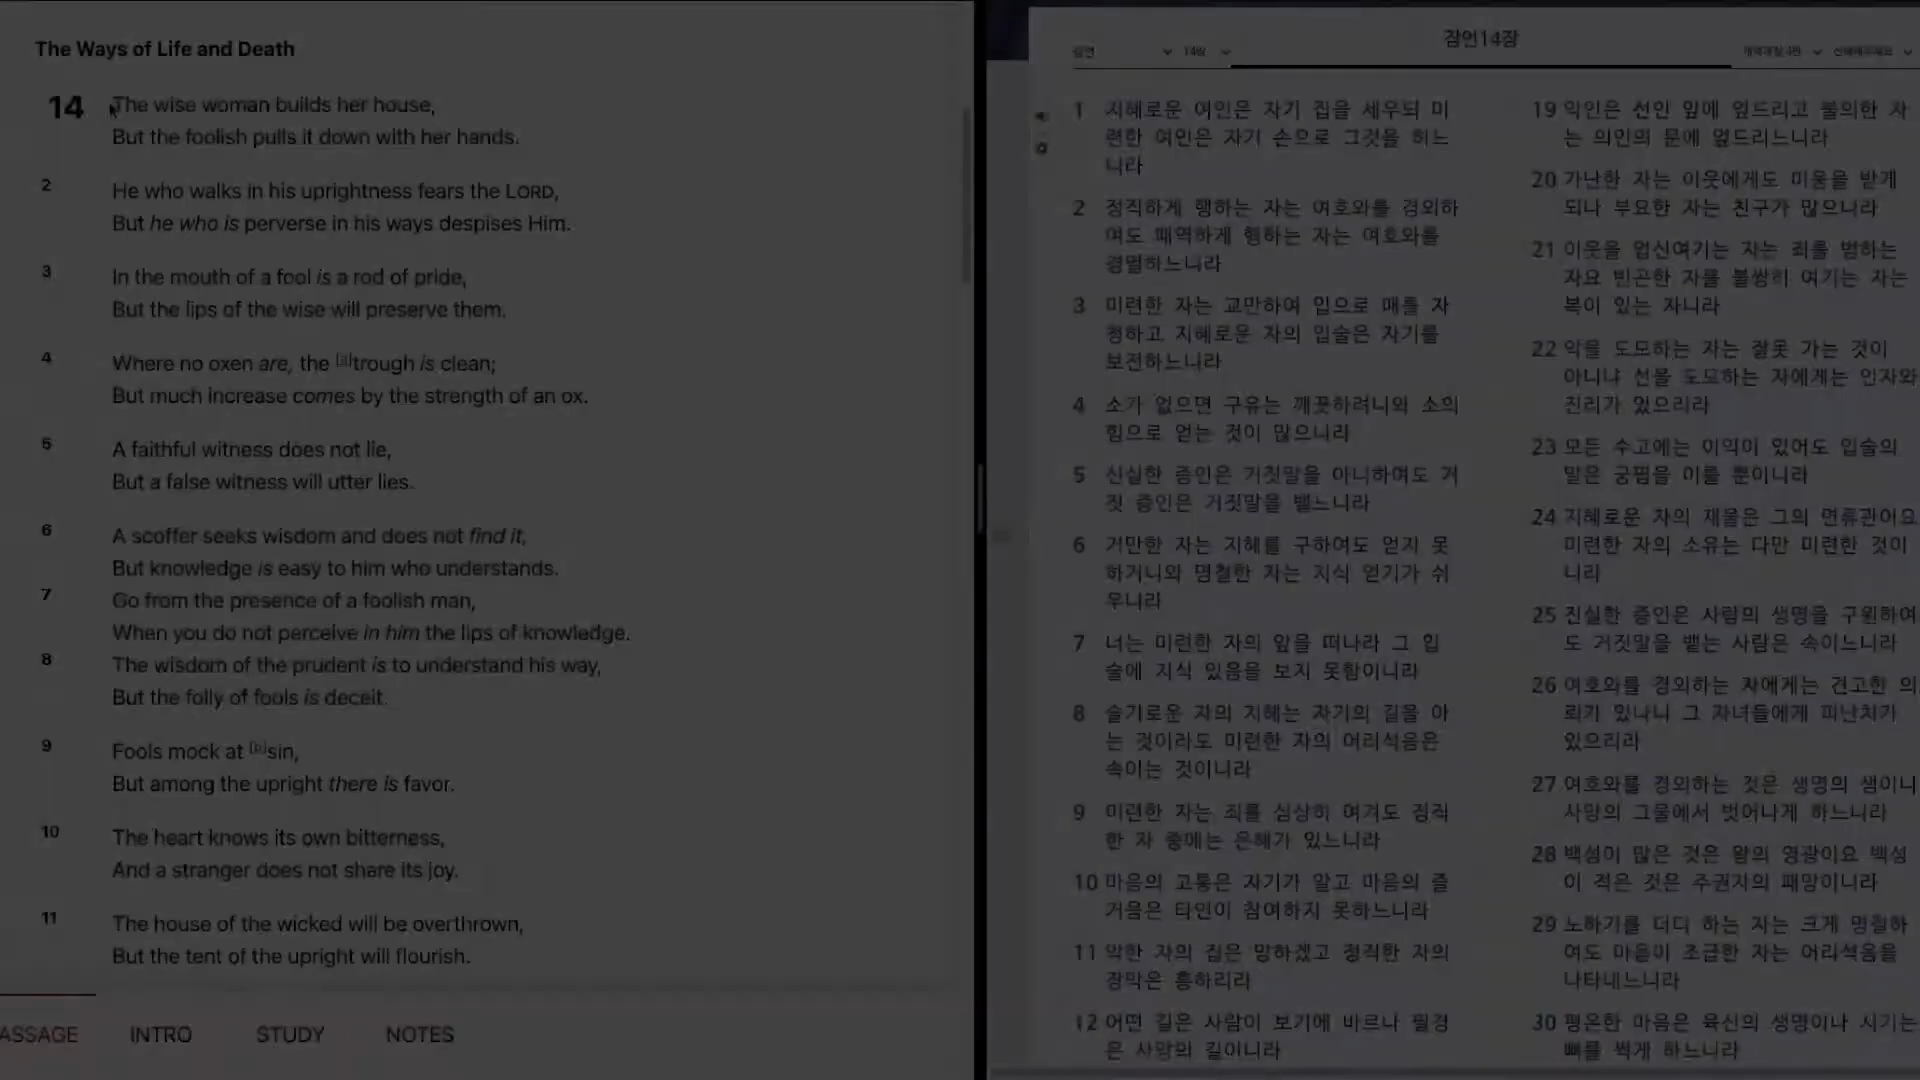 The Ways of Life and Death
14 The wise woman builds her house,
But the foolish pulls it down with her hands.
2 He who walks in his uprightness fears the LORD,
But he who is perverse in his ways despises Him.
3 In the mouth of a fool is a rod of pride,
But the lips of the wise will preserve them.
4 Where no oxen are, the [a]trough is clean;
But much increase comes by the strength of an ox.
5 A faithful witness does not lie,
But a false witness will utter lies.
6 A scoffer seeks wisdom and does not find it,
But knowledge is easy to him who understands.
7 Go from the presence of a foolish man,
When you do not perceive in him the lips of knowledge.
8 The wisdom of the prudent is to understand his way,
But the folly of fools is deceit.
9 Fools mock at [b]sin,
But among the upright there is favor.
10 The heart knows its own bitterness,
And a stranger does not share its joy.
11 The house of the wicked will be overthrown,
But the tent of the upright will flourish.
ASSAGE INTRO STUDY NOTES
잠언14장
잠언 14장 개역개정4판 선택해주세요
1 지혜로운 여인은 자기 집을 세우되 미
련한 여인은 자기 손으로 그것을 허느
니라
2 정직하게 행하는 자는 여호와를 경외하
여도 패역하게 행하는 자는 여호와를
경멸하느니라
3 미련한 자는 교만하여 입으로 매를 자
청하고 지혜로운 자의 입술은 자기를
보전하느니라
4 소가 없으면 구유는 깨끗하려니와 소의
힘으로 얻는 것이 많으니라
5 신실한 증인은 거짓말을 아니하여도 거
짓 증인은 거짓말을 뱉느니라
6 거만한 자는 지혜를 구하여도 얻지 못
하거니와 명철한 자는 지식 얻기가 쉬
우니라
7 너는 미련한 자의 앞을 떠나라 그 입
술에 지식 있음을 보지 못함이니라
8 슬기로운 자의 지혜는 자기의 길을 아
는 것이라도 미련한 자의 어리석음은
속이는 것이니라
9 미련한 자는 죄를 심상히 여겨도 정직
한 자 중에는 은혜가 있느니라
10 마음의 고통은 자기가 알고 마음의 즐
거움은 타인이 참여하지 못하느니라
11 악한 자의 집은 망하겠고 정직한 자의
장막은 흥하리라
12 어떤 길은 사람이 보기에 바르나 필경
은 사망의 길이니라
19 악인은 선인 앞에 엎드리고 불의한 자
는 의인의 문에 엎드리느니라
20 가난한 자는 이웃에게도 미움을 받게
되나 부요한 자는 친구가 많으니라
21 이웃을 업신여기는 자는 죄를 범하는
자요 빈곤한 자를 불쌍히 여기는 자는
복이 있는 자니라
22 악을 도모하는 자는 잘못 가는 것이
아니냐 선을 도모하는 자에게는 인자와
진리가 있으리라
23 모든 수고에는 이익이 있어도 입술의
말은 궁핍을 이룰 뿐이니라
24 지혜로운 자의 재물은 그의 면류관이요
미련한 자의 소유는 다만 미련한 것이
니라
25 진실한 증인은 사람의 생명을 구원하여
도 거짓말을 뱉는 사람은 속이느니라
26 여호와를 경외하는 자에게는 견고한 의
뢰가 있나니 그 자녀들에게 피난처가
있으리라
27 여호와를 경외하는 것은 생명의 샘이니
사망의 그물에서 벗어나게 하느니라
28 백성이 많은 것은 왕의 영광이요 백성
이 적은 것은 주권자의 패망이니라
29 노하기를 더디 하는 자는 크게 명철하
여도 마음이 조급한 자는 어리석음을
나타내느니라
30 평온한 마음은 육신의 생명이나 시기는
뼈를 썩게 하느니라